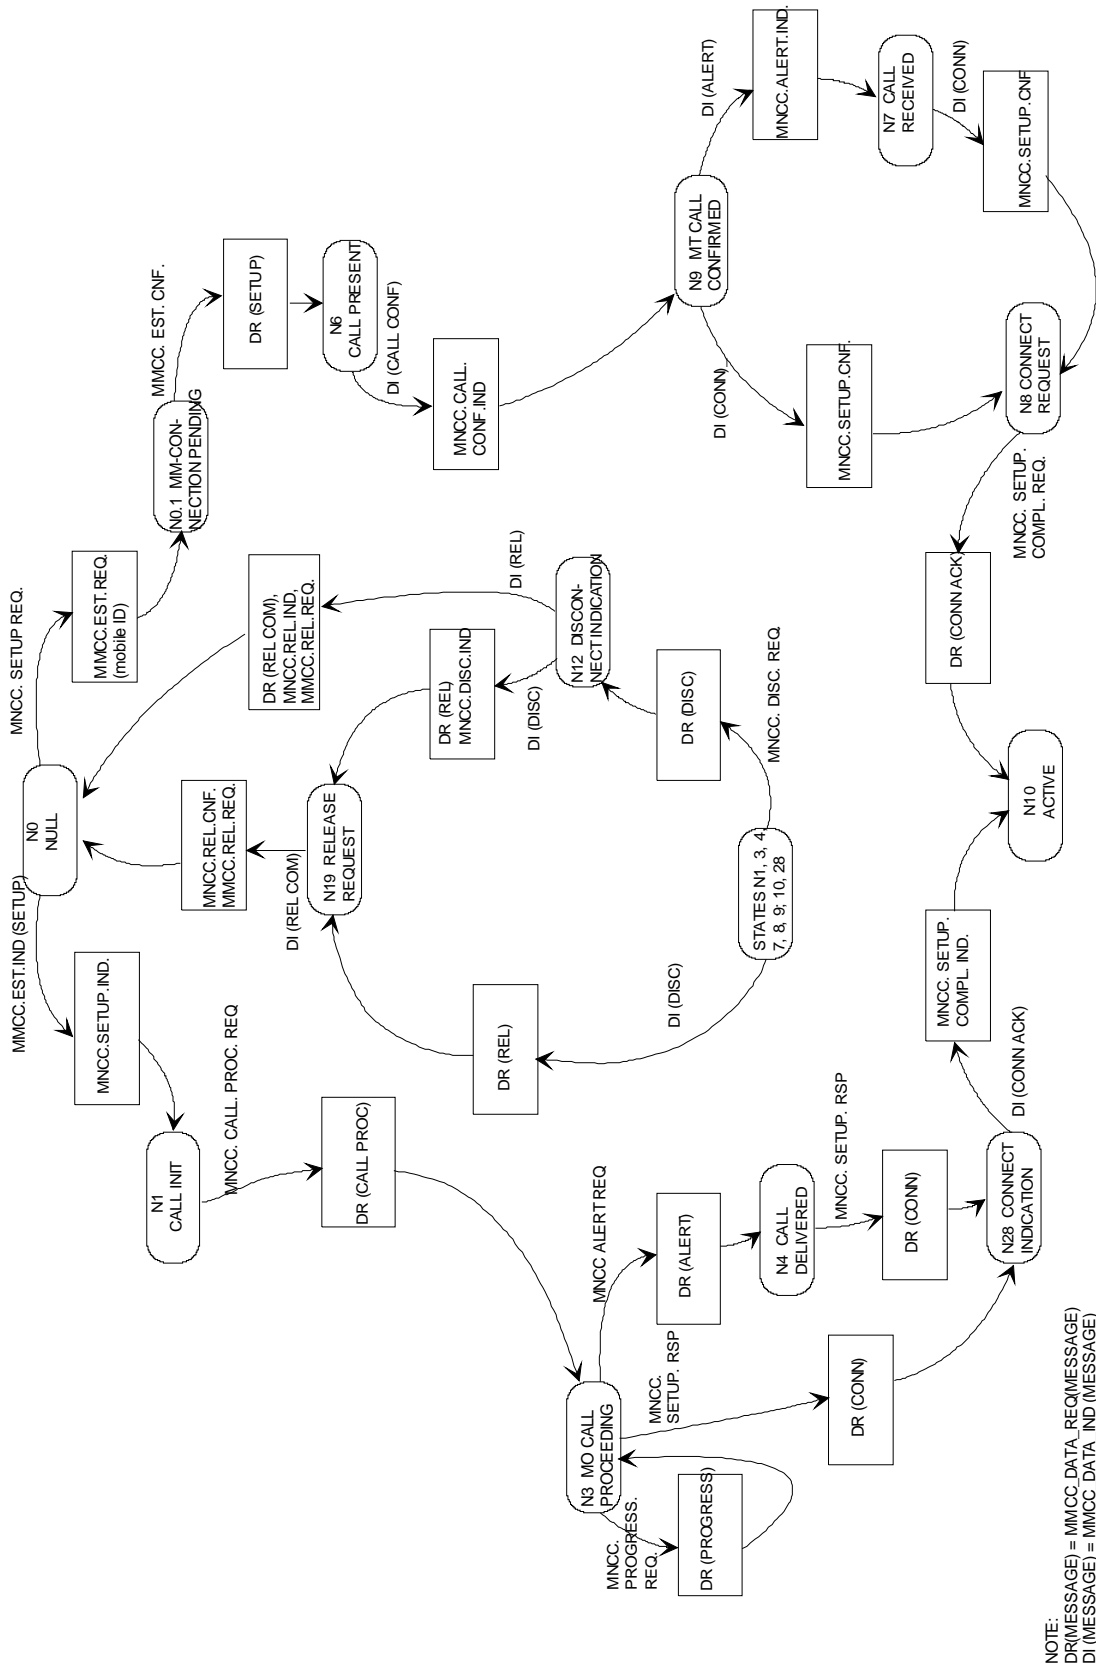 MMCC.EST.IND (SETUP)
N0
NULL
MNCC. SETUP REQ.
MNCC.SETUP.IND.
MMCC.EST.REQ.
(mobile ID)
N1
CALL INIT
MNCC. CALL. PROC. REQ
MNCC.REL.CNF.
MMCC.REL.REQ.
N0.1 MM-CON-
NECTION PENDING
MMCC. EST. CNF.
DR (REL COM),
MNCC.REL.IND,
MMCC.REL.REQ.
DR (SETUP)
DR (CALL PROC)
DI (REL COM)
N19 RELEASE
REQUEST
N6
CALL PRESENT
DI (CALL CONF)
DR (REL)
MNCC.DISC.IND
MNCC.CALL.
CONF.IND
DR (REL)
DI (DISC)
DI (REL)
N12 DISCON-
NECT INDICATION
N3 MO CALL
PROCEEDING
MNCC ALERT REQ
MNCC.
PROGRESS.
REQ.
MNCC.
SETUP. RSP
DR (ALERT)
DI (DISC)
DR (DISC)
DR (PROGRESS)
N9 MT CALL
CONFIRMED
DI (ALERT)
DI (CONN)
STATES N1, 3, 4,
7, 8, 9; 10, 28
MNCC. DISC. REQ.
MNCC.ALERT.IND.
N4 CALL
DELIVERED
MNCC. SETUP. RSP
MNCC.SETUP.CNF.
DR (CONN)
DR (CONN)
N7 CALL
RECEIVED
DI (CONN)
MNCC. SETUP.
COMPL. IND.
DR (CONN ACK)
MNCC.SETUP.CNF
N28 CONNECT
INDICATION
DI (CONN ACK)
N10
ACTIVE
MNCC. SETUP.
COMPL. REQ.
N8 CONNECT
REQUEST
NOTE:
DR(MESSAGE) = MMCC_DATA_REQ(MESSAGE)
DI (MESSAGE) = MMCC_DATA_IND (MESSAGE)